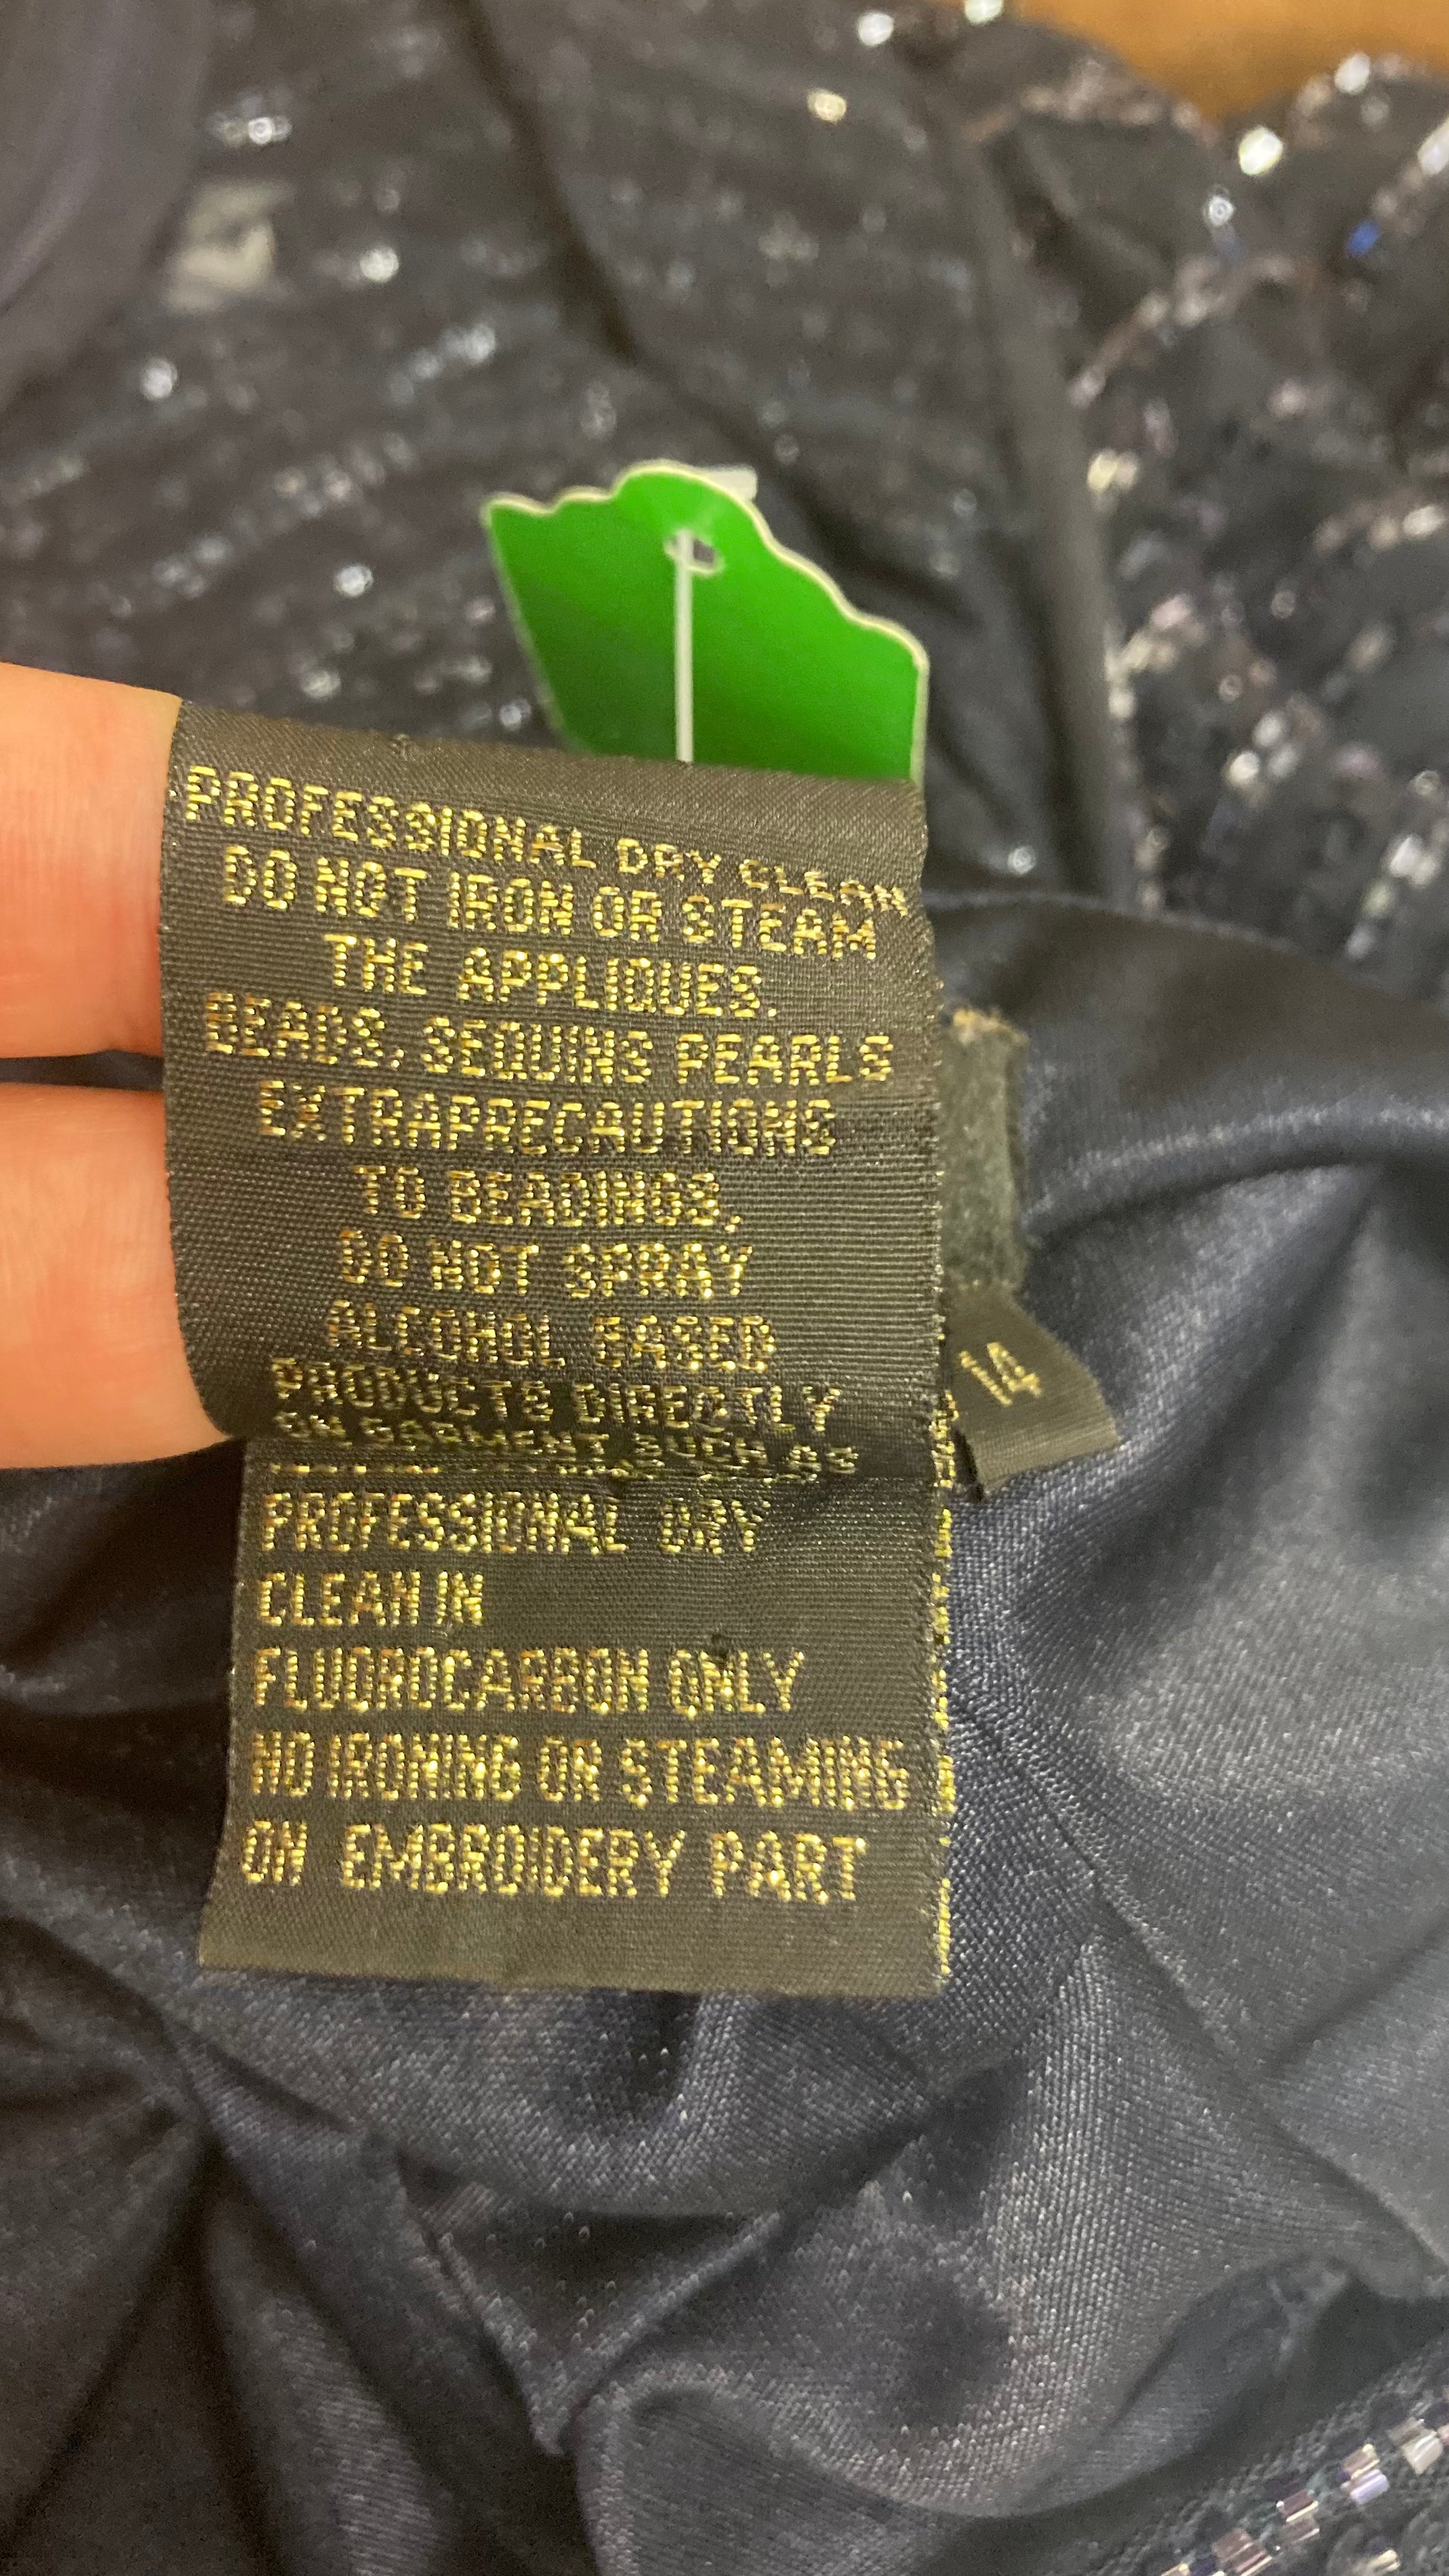 PROFESSIONAL DRY CLEAN
DO NOT IRON OR STEAM
THE APPLIQUES.
BEADS, SEQUINS PEARLS
EXTRAPRECAUTIONS
TO BEADINGS,
DO NOT SPRAY
ALCOHOL BASED
PRODUCTS DIRECTLY
ON GARMENT SUCH AS
PROFESSIONAL DRY
CLEAN IN
FLUOROCARBON ONLY
NO IRONING OR STEAMING
ON EMBROIDERY PART
14